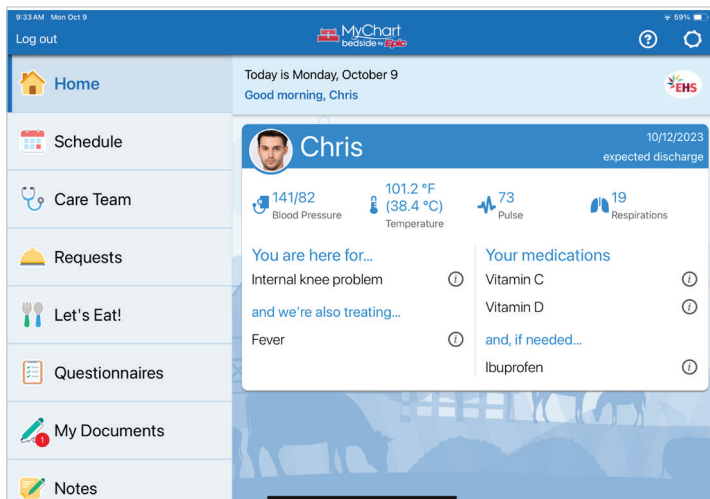 9:33 AM Mon Oct 9
59%
Log out
MyChart
bedside by Epic
Home
Schedule
Care Team
Requests
Let's Eat!
Questionnaires
My Documents
1
Notes
Today is Monday, October 9
Good morning, Chris
EHS
Chris
10/12/2023
expected discharge
141/82
Blood Pressure
101.2 °F
(38.4 °C)
Temperature
73
Pulse
19
Respirations
You are here for...
Internal knee problem
and we're also treating...
Fever
Your medications
Vitamin C
Vitamin D
and, if needed...
Ibuprofen